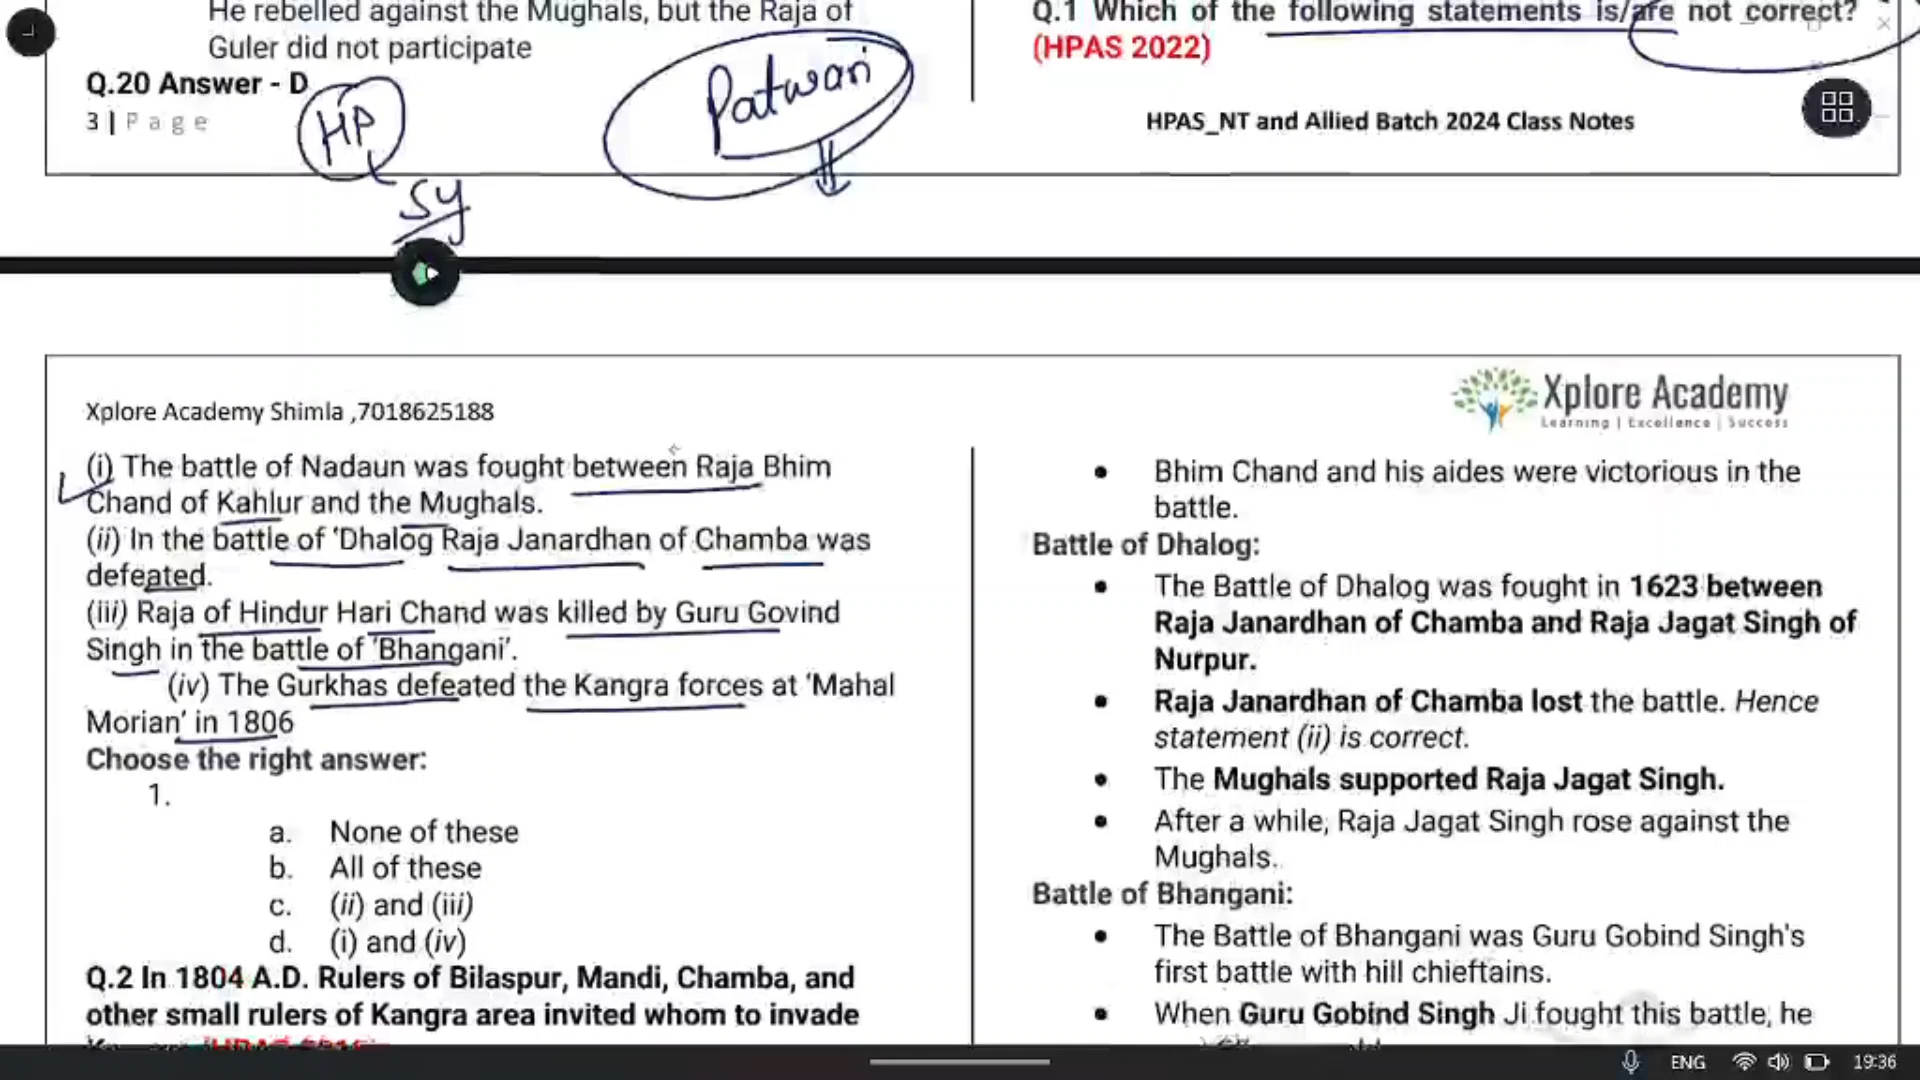 He rebelled against the Mughals, but the Raja of
Guler did not participate
Q.20 Answer - D
3 | P a g e
HP
Sy
Patwari
Q.1 Which of the following statements is/are not correct?
(HPAS 2022)
HPAS_NT and Allied Batch 2024 Class Notes
Xplore Academy Shimla ,7018625188
Xplore Academy
Learning | Excellence | Success
(i) The battle of Nadaun was fought between Raja Bhim
Chand of Kahlur and the Mughals.
(ii) In the battle of ‘Dhalog Raja Janardhan of Chamba was
defeated.
(iii) Raja of Hindur Hari Chand was killed by Guru Govind
Singh in the battle of ‘Bhangani’.
(iv) The Gurkhas defeated the Kangra forces at ‘Mahal
Morian’ in 1806
Choose the right answer:
1.
a. None of these
b. All of these
c. (ii) and (iii)
d. (i) and (iv)
Q.2 In 1804 A.D. Rulers of Bilaspur, Mandi, Chamba, and
other small rulers of Kangra area invited whom to invade
• Bhim Chand and his aides were victorious in the
battle.
Battle of Dhalog:
• The Battle of Dhalog was fought in 1623 between
Raja Janardhan of Chamba and Raja Jagat Singh of
Nurpur.
• Raja Janardhan of Chamba lost the battle. Hence
statement (ii) is correct.
• The Mughals supported Raja Jagat Singh.
• After a while, Raja Jagat Singh rose against the
Mughals.
Battle of Bhangani:
• The Battle of Bhangani was Guru Gobind Singh's
first battle with hill chieftains.
• When Guru Gobind Singh Ji fought this battle, he
ENG
19:36